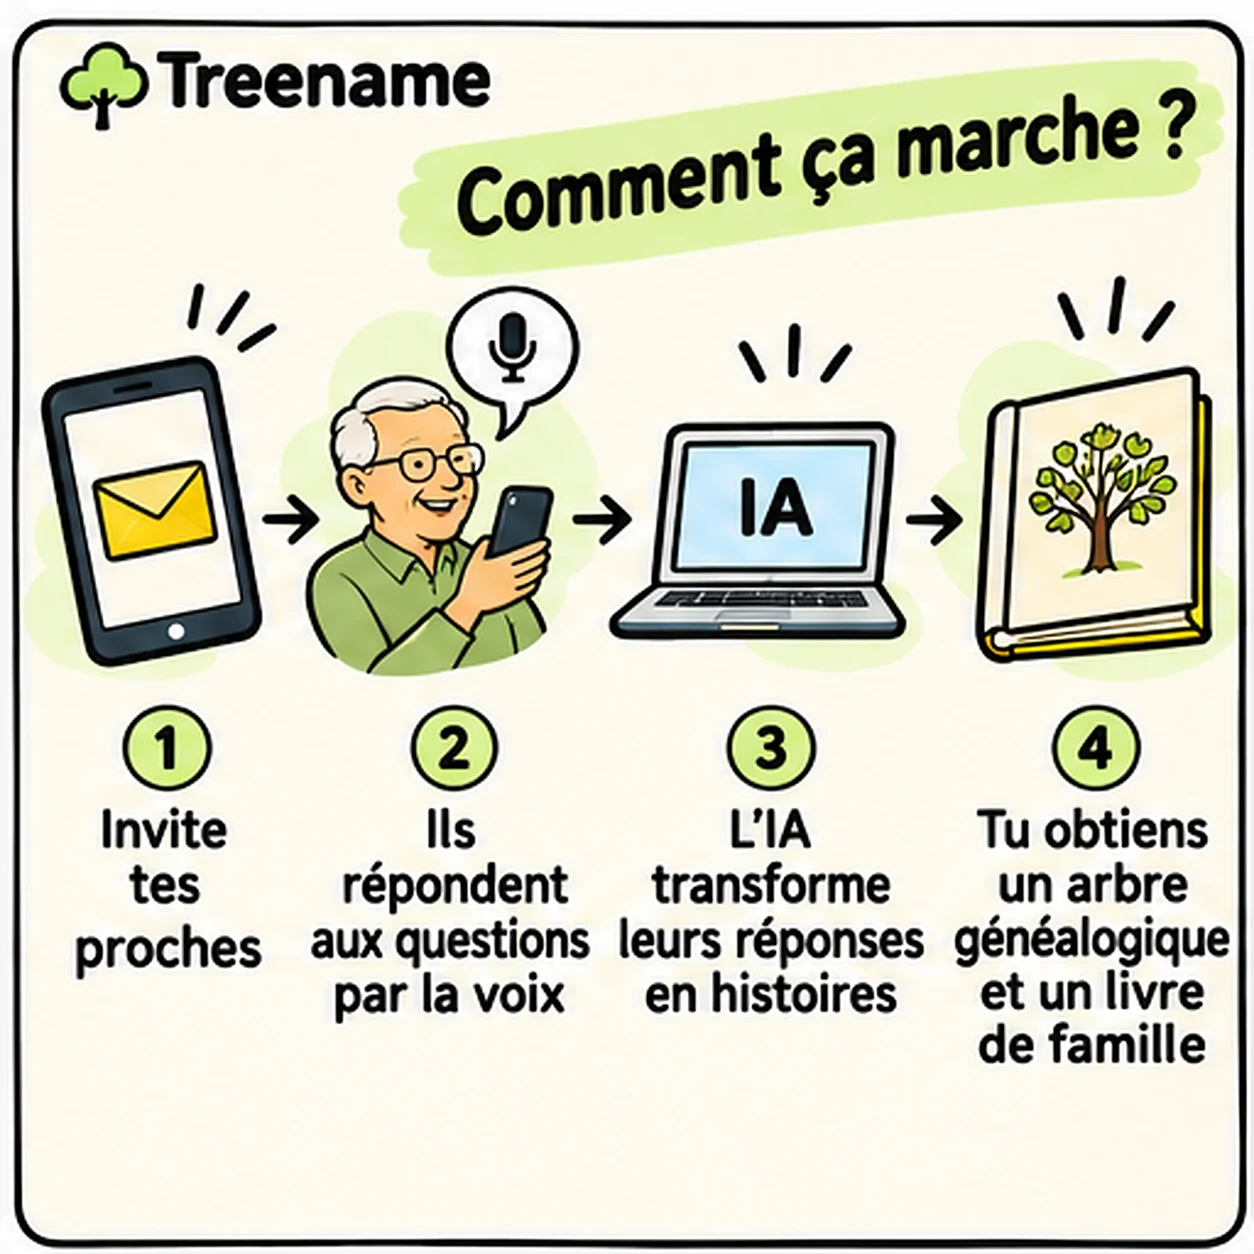 Treename
Comment ça marche ?
IA
1
Invite
tes
proches
2
Ils
répondent
aux questions
par la voix
3
L'IA
transforme
leurs réponses
en histoires
4
Tu obtiens
un arbre
généalogique
et un livre
de famille